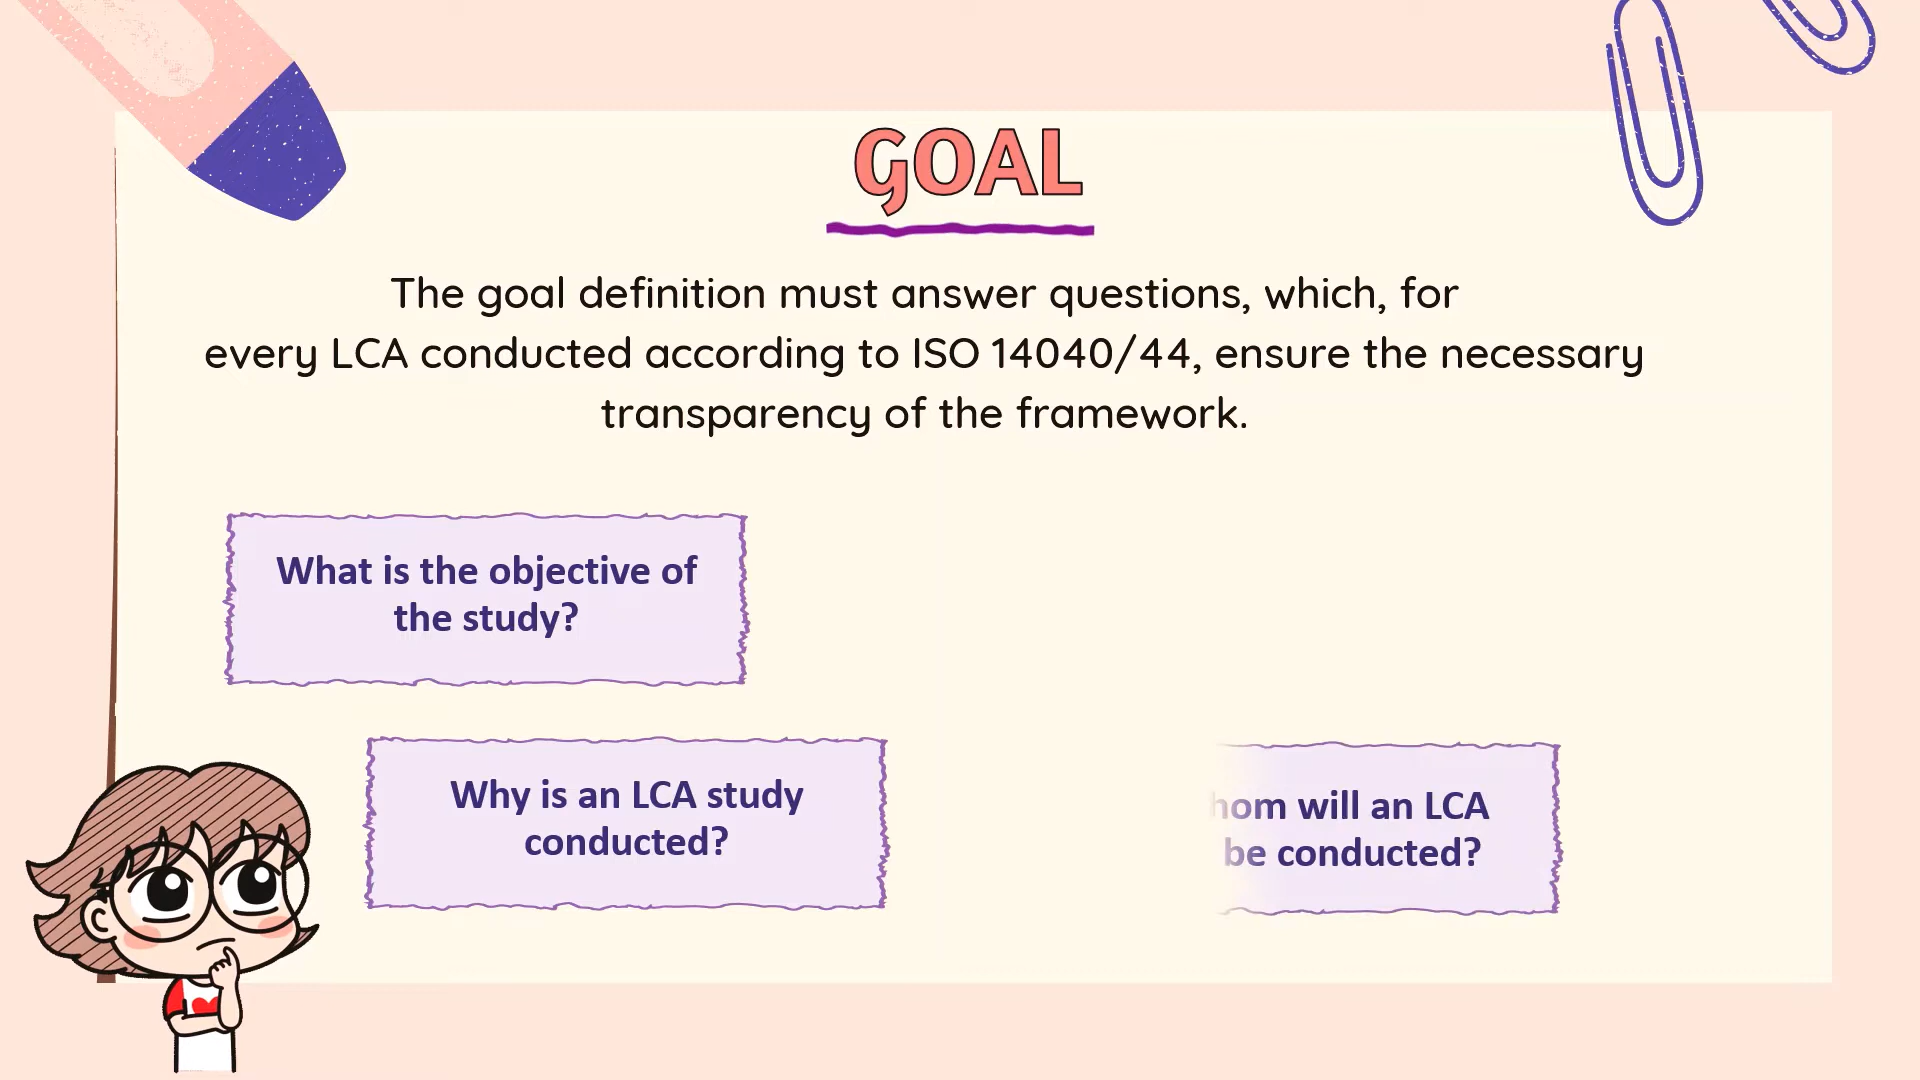 GOAL
The goal definition must answer questions, which, for
every LCA conducted according to ISO 14040/44, ensure the necessary
transparency of the framework.
What is the objective of
the study?
Why is an LCA study
conducted?
will an LCA
be conducted?